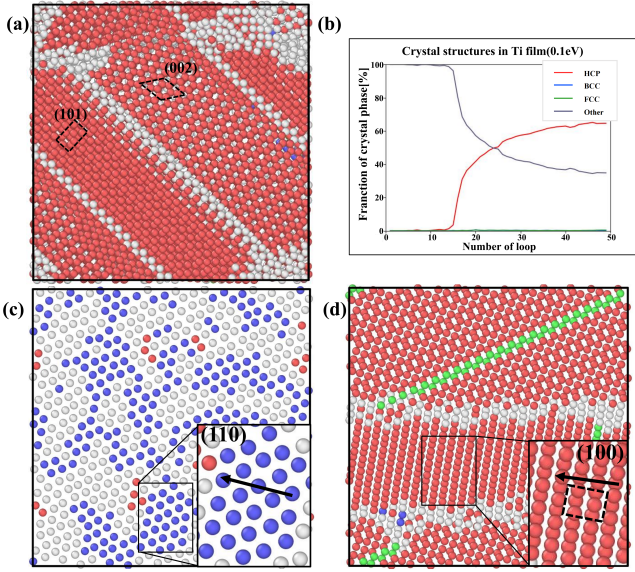 (a)
(002)
(101)
(b)
Crystal structures in Ti film(0.1eV)
Franction of crystal phase[%]
100
80
60
40
20
0
0 10 20 30 40 50
Number of loop
HCP
BCC
FCC
Other
(c)
(110)
(d)
(100)